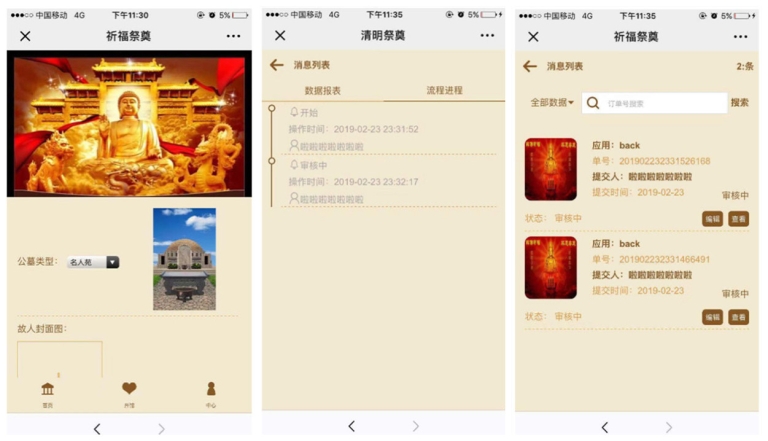 中国移动 4G 下午11:30 5%
祈福祭奠
公墓类型： 名人苑
故人封面图：
中心
中国移动 4G 下午11:35 5%
清明祭奠
消息列表
数据报表 流程进程
开始
操作时间：2019-02-23 23:31:52
啦啦啦啦啦啦啦
审核中
操作时间：2019-02-23 23:32:17
啦啦啦啦啦啦啦
中国移动 4G 下午11:35 5%
祈福祭奠
消息列表 2:条
全部数据 订单号搜索 搜索
应用：back
单号：201902232331526168
提交人：啦啦啦啦啦啦啦
提交时间：2019-02-23 审核中
状态： 审核中 编辑 查看
应用：back
单号：201902232331466491
提交人：啦啦啦啦啦啦啦
提交时间：2019-02-23 审核中
状态： 审核中 编辑 查看